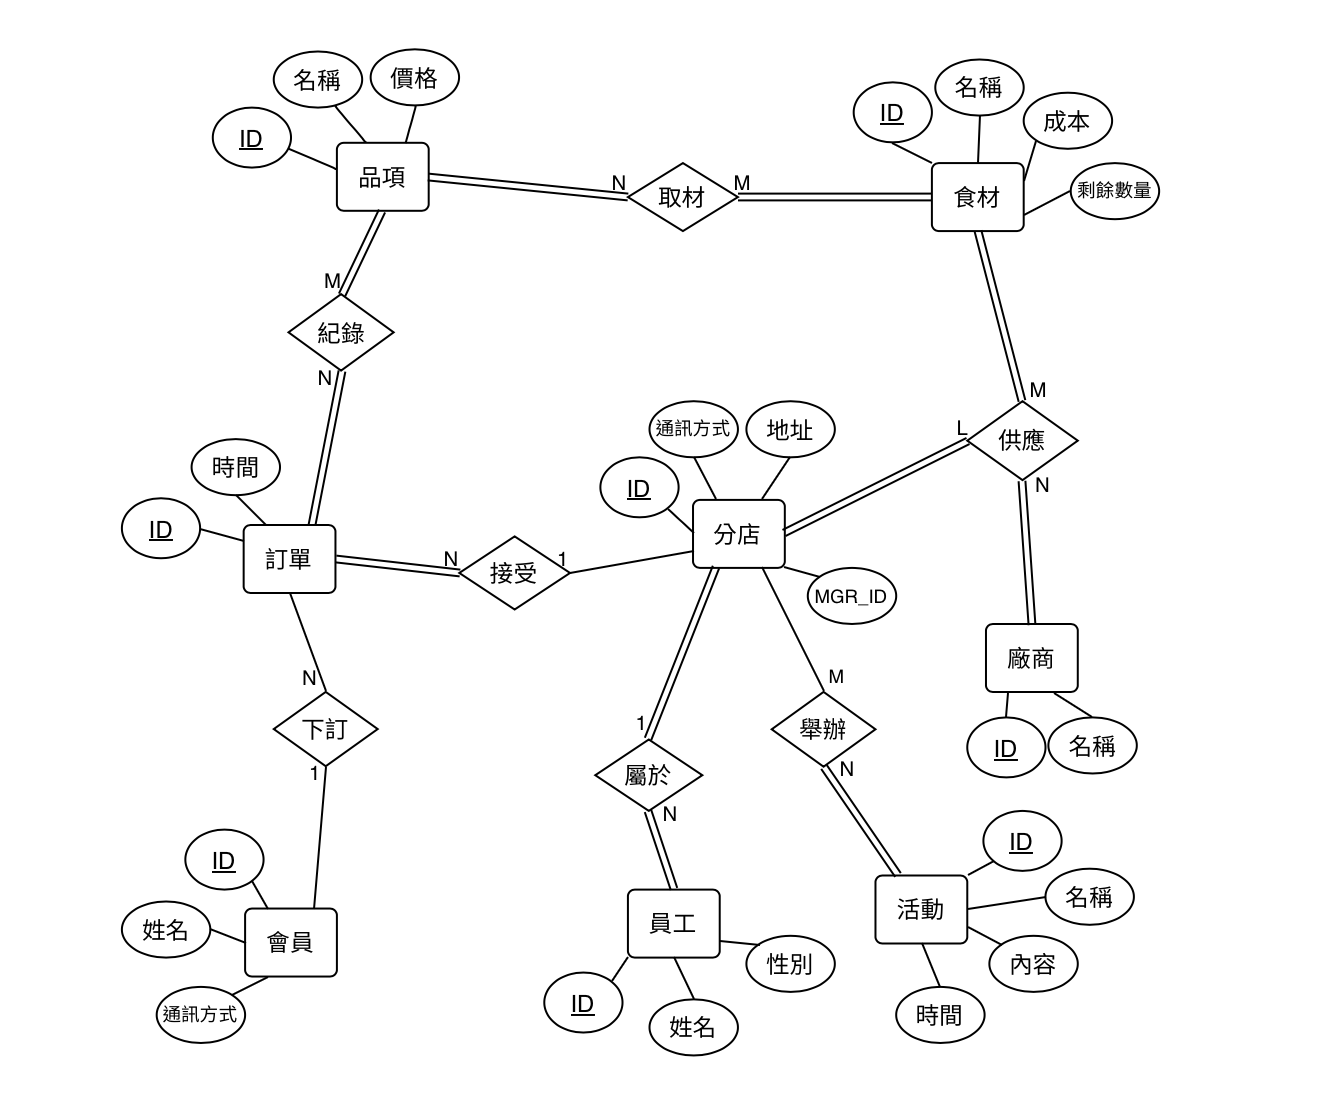 名稱
價格
ID
品項
N
取材
M
ID
名稱
成本
食材
剩餘數量
M
紀錄
N
時間
ID
訂單
N
接受
1
通訊方式
地址
ID
分店
MGR_ID
L
M
供應
N
廠商
ID
名稱
N
下訂
1
1
屬於
N
M
舉辦
N
ID
姓名
會員
通訊方式
員工
性別
ID
姓名
活動
ID
名稱
內容
時間